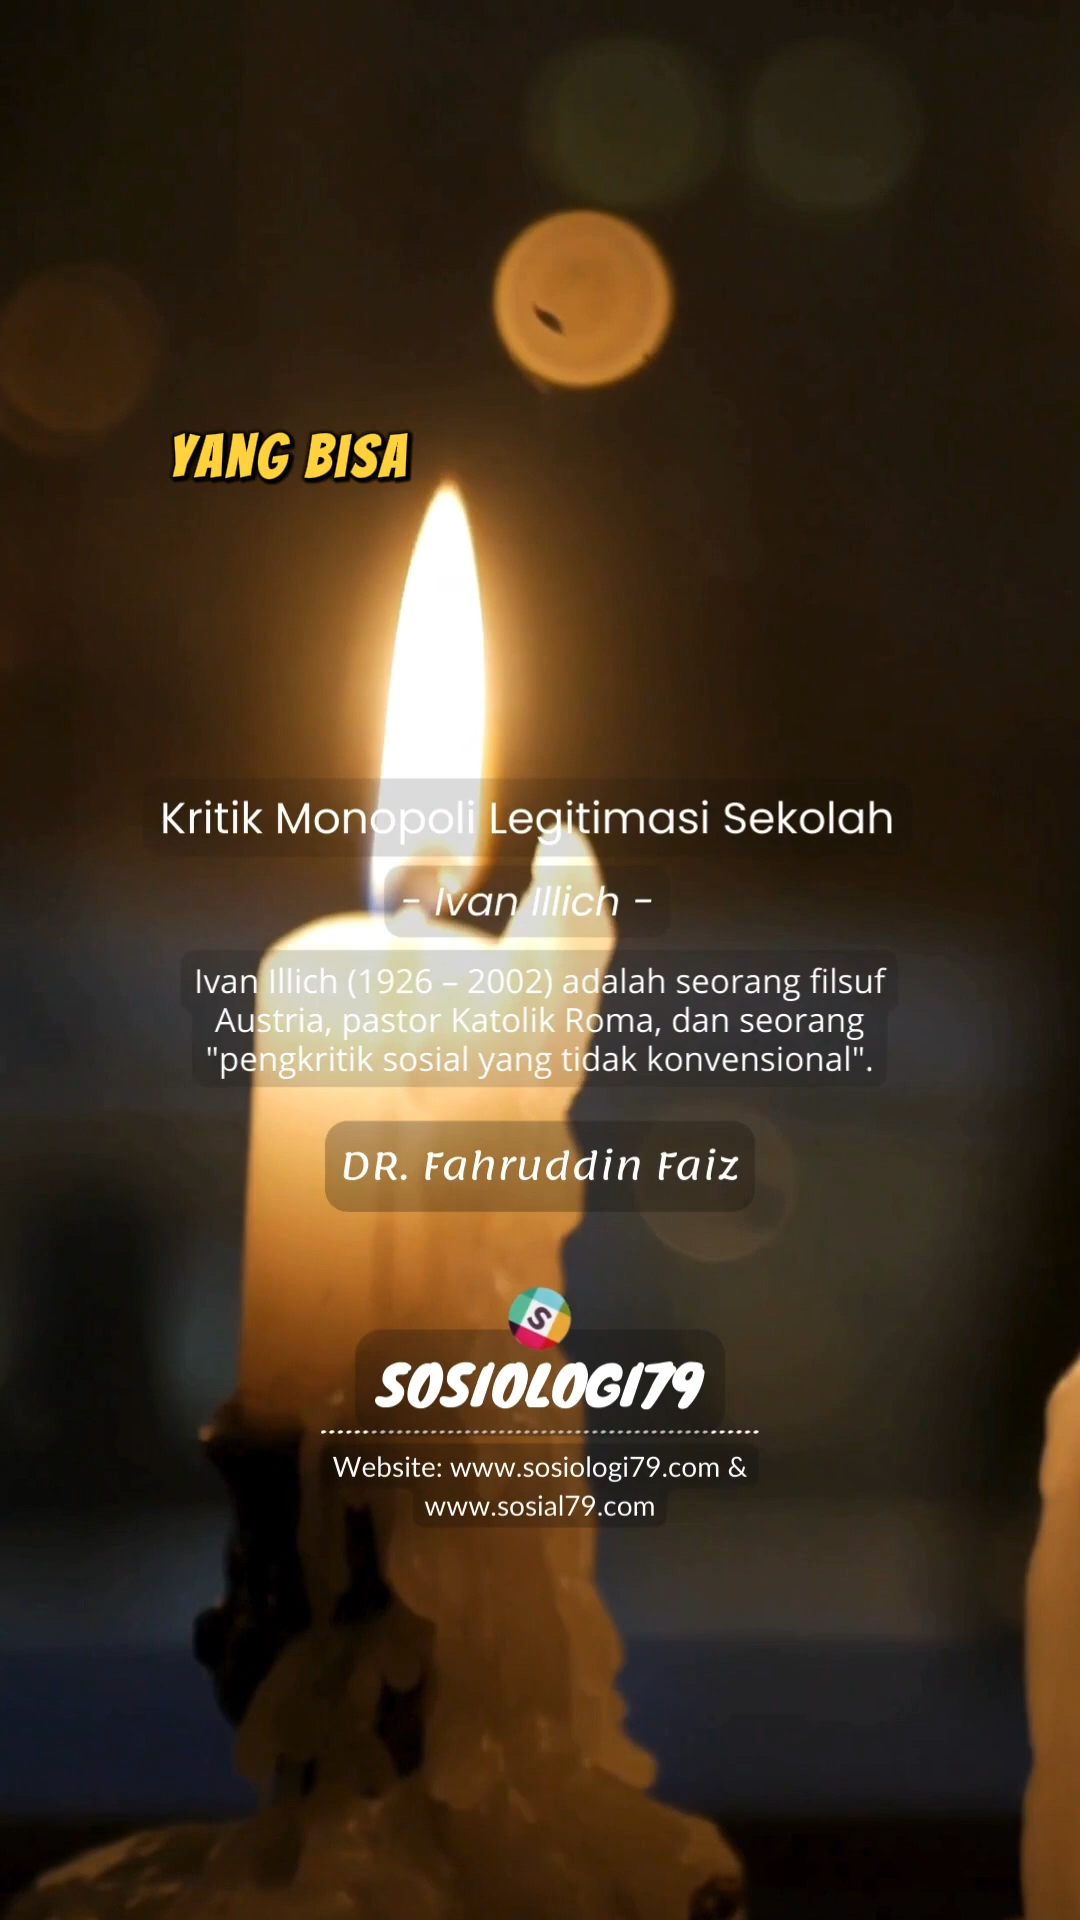 YANG BISA
Kritik Monopoli Legitimasi Sekolah
- Ivan Illich -
Ivan Illich (1926 – 2002) adalah seorang filsuf
Austria, pastor Katolik Roma, dan seorang
"pengkritik sosial yang tidak konvensional".
DR. Fahruddin Faiz
S
SOSIOLOGI79
Website: www.sosiologi79.com &
www.sosial79.com